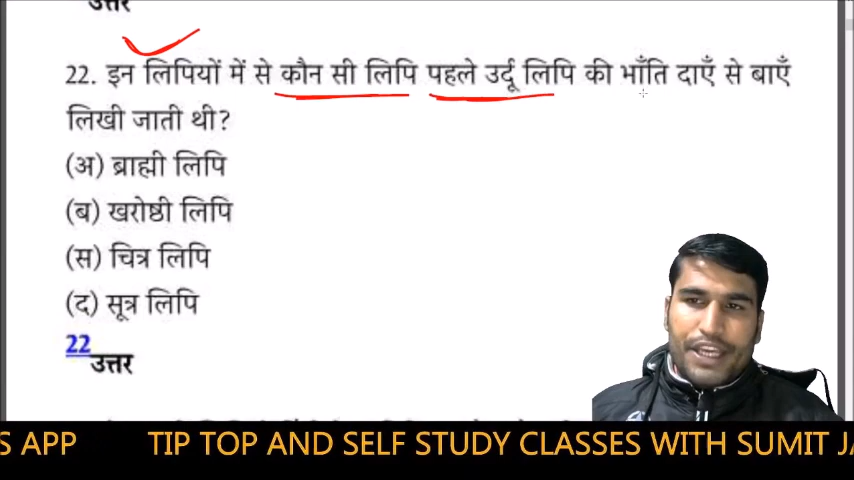 उत्तर
22. इन लिपियों में से कौन सी लिपि पहले उर्दू लिपि की भाँति दाएँ से बाएँ
लिखी जाती थी?
(अ) ब्राह्मी लिपि
(ब) खरोष्ठी लिपि
(स) चित्र लिपि
(द) सूत्र लिपि
22
उत्तर
S APP TIP TOP AND SELF STUDY CLASSES WITH SUMIT JA